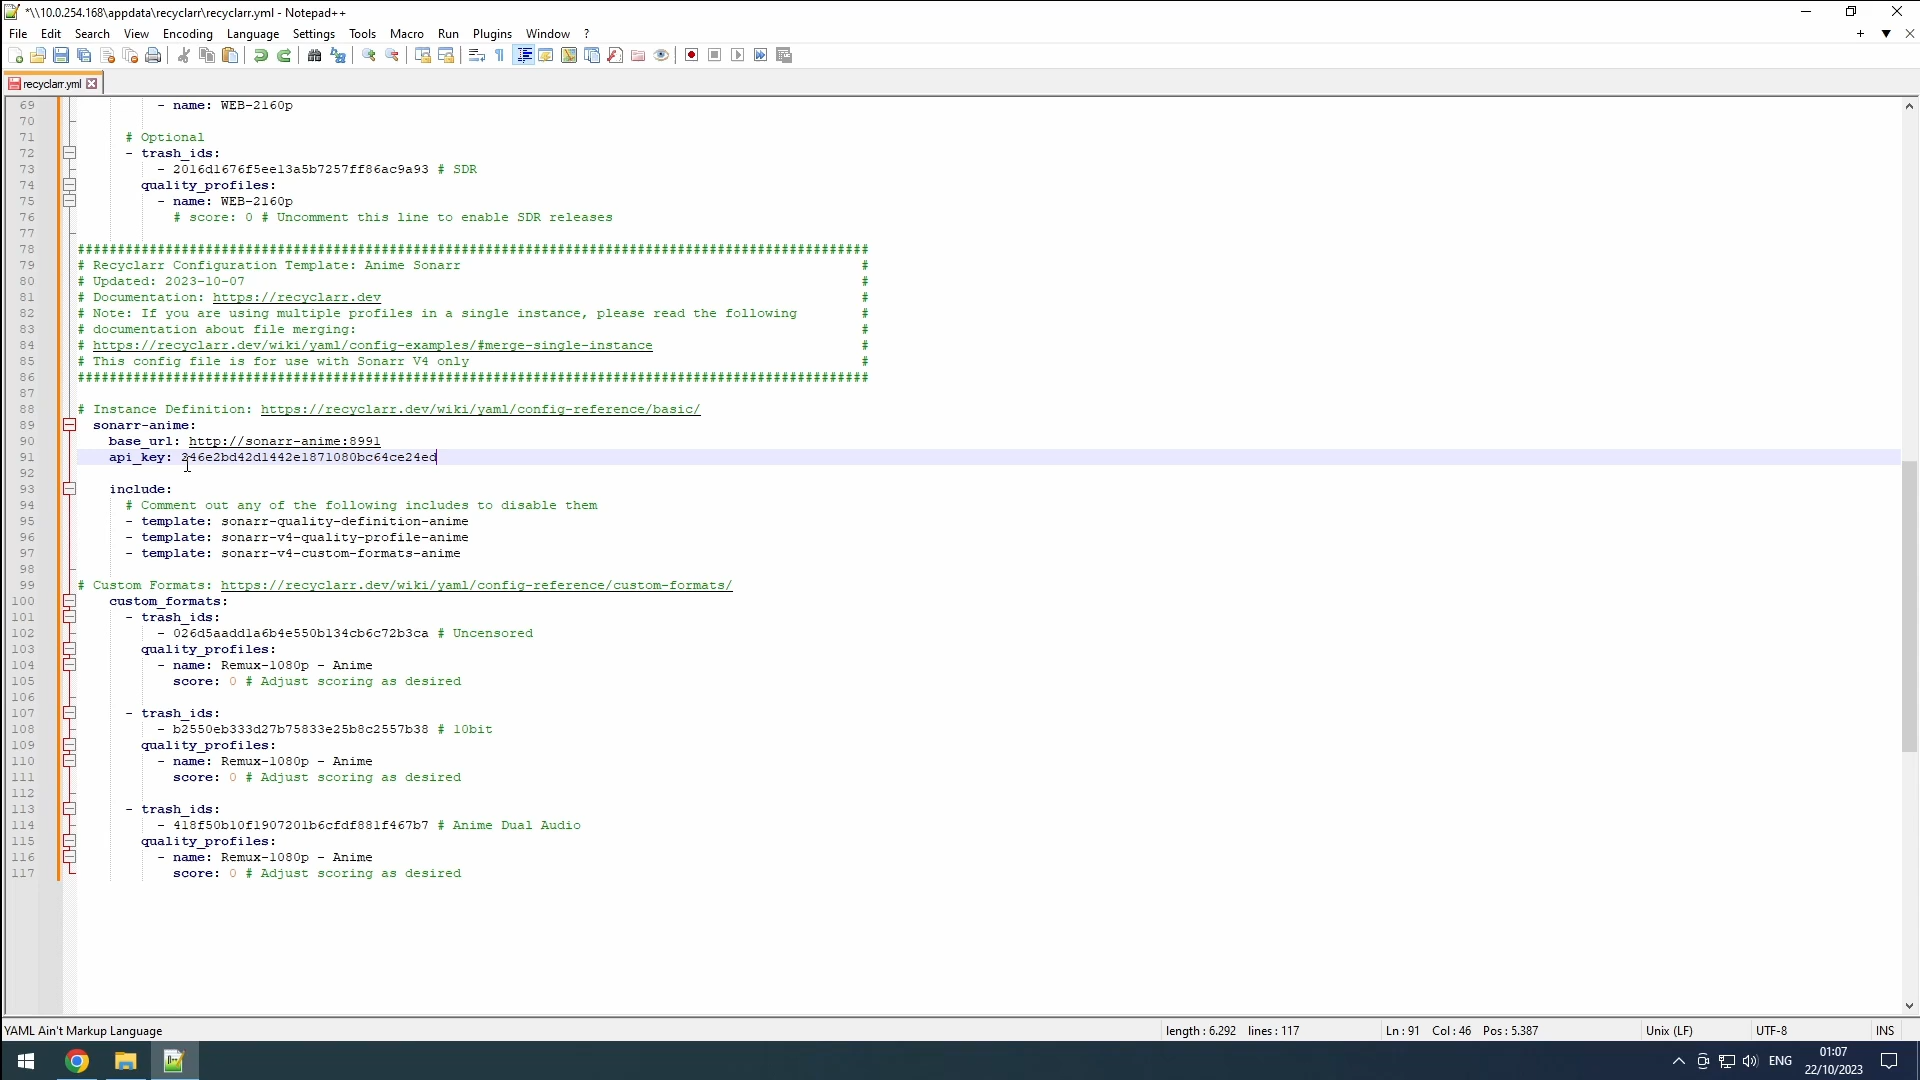 *\\10.0.254.168\appdata\recyclarr\recyclarr.yml - Notepad++
File Edit Search View Encoding Language Settings Tools Macro Run Plugins Window ?
recyclarr.yml
69 - name: WEB-2160p
70
71 # Optional
72 - trash_ids:
73 - 2016d1676f5ee13a5b7257ff86ac9a93 # SDR
74 quality_profiles:
75 - name: WEB-2160p
76 # score: 0 # Uncomment this line to enable SDR releases
77
78 ###################################################################################################
79 # Recyclarr Configuration Template: Anime Sonarr #
80 # Updated: 2023-10-07 #
81 # Documentation: https://recyclarr.dev #
82 # Note: If you are using multiple profiles in a single instance, please read the following #
83 # documentation about file merging: #
84 # https://recyclarr.dev/wiki/yaml/config-examples/#merge-single-instance #
85 # This config file is for use with Sonarr V4 only #
86 ###################################################################################################
87
88 # Instance Definition: https://recyclarr.dev/wiki/yaml/config-reference/basic/
89 sonarr-anime:
90 base_url: http://sonarr-anime:8991
91 api_key: 346e2bd42d1442e1871080bc64ce24ed
92
93 include:
94 # Comment out any of the following includes to disable them
95 - template: sonarr-quality-definition-anime
96 - template: sonarr-v4-quality-profile-anime
97 - template: sonarr-v4-custom-formats-anime
98
99 # Custom Formats: https://recyclarr.dev/wiki/yaml/config-reference/custom-formats/
100 custom_formats:
101 - trash_ids:
102 - 026d5aadd1a6b4e550b134cb6c72b3ca # Uncensored
103 quality_profiles:
104 - name: Remux-1080p - Anime
105 score: 0 # Adjust scoring as desired
106
107 - trash_ids:
108 - b2550eb333d27b75833e25b8c2557b38 # 10bit
109 quality_profiles:
110 - name: Remux-1080p - Anime
111 score: 0 # Adjust scoring as desired
112
113 - trash_ids:
114 - 418f50b10f1907201b6cfdf881f467b7 # Anime Dual Audio
115 quality_profiles:
116 - name: Remux-1080p - Anime
117 score: 0 # Adjust scoring as desired
YAML Ain't Markup Language length : 6.292 lines : 117 Ln : 91 Col : 46 Pos : 5.387 Unix (LF) UTF-8 INS
ENG
01:07
22/10/2023